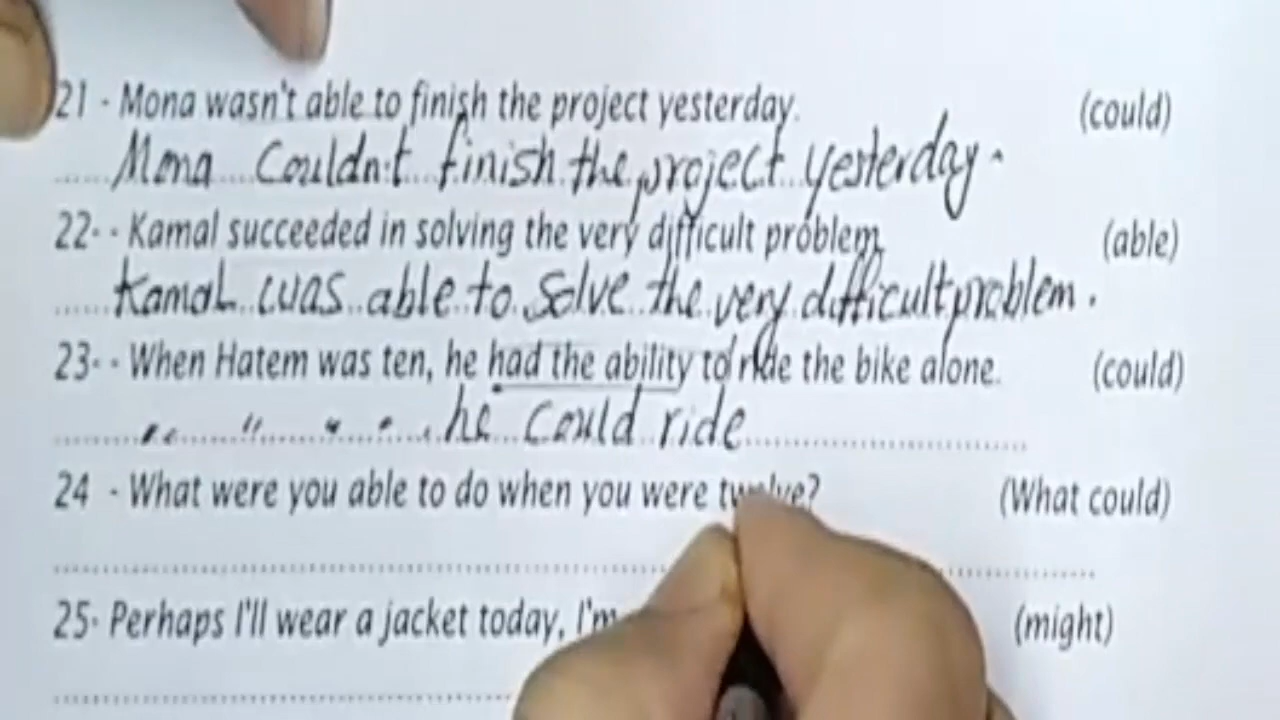 21 - Mona wasn't able to finish the project yesterday. (could)
Mona Couldn't finish the project yesterday.
22- - Kamal succeeded in solving the very difficult problem. (able)
Kamal was able to solve the very difficult problem.
23- - When Hatem was ten, he had the ability to ride the bike alone. (could)
" " " " he could ride
24 - What were you able to do when you were twelve? (What could)
25- Perhaps I'll wear a jacket today, I'm (might)